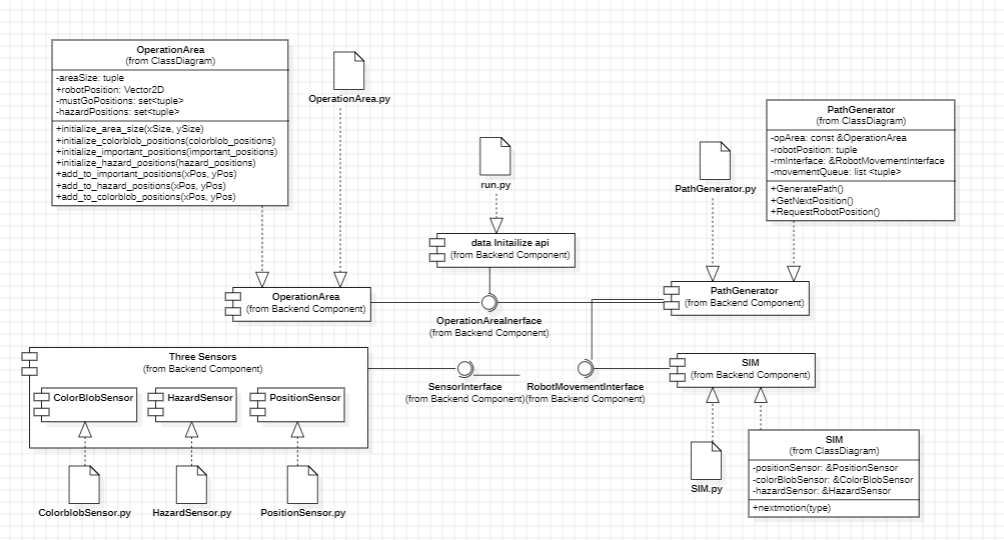 OperationArea
(from ClassDiagram)
-areaSize: tuple
+robotPosition: Vector2D
-mustGoPositions: set<tuple>
-hazardPositions: set<tuple>
+initialize_area_size(xSize, ySize)
+initialize_colorblob_positions(colorblob_positions)
+initialize_important_positions(important_positions)
+initialize_hazard_positions(hazard_positions)
+add_to_important_positions(xPos, yPos)
+add_to_hazard_positions(xPos, yPos)
+add_to_colorblob_positions(xPos, yPos)
OperationArea.py
run.py
PathGenerator.py
PathGenerator
(from ClassDiagram)
-opArea: const &OperationArea
-robotPosition: tuple
-rmInterface: &RobotMovementInterface
-movementQueue: list <tuple>
+GeneratePath()
+GetNextPosition()
+RequestRobotPosition()
data Initailize api
(from Backend Component)
OperationArea
(from Backend Component)
PathGenerator
(from Backend Component)
OperationAreaInerface
(from Backend Component)
Three Sensors
(from Backend Component)
ColorBlobSensor
HazardSensor
PositionSensor
SensorInterface
(from Backend Component)
RobotMovementInterface
(from Backend Component)
SIM
(from Backend Component)
ColorblobSensor.py
HazardSensor.py
PositionSensor.py
SIM.py
SIM
(from ClassDiagram)
-positionSensor: &PositionSensor
-colorBlobSensor: &ColorBlobSensor
-hazardSensor: &HazardSensor
+nextmotion(type)